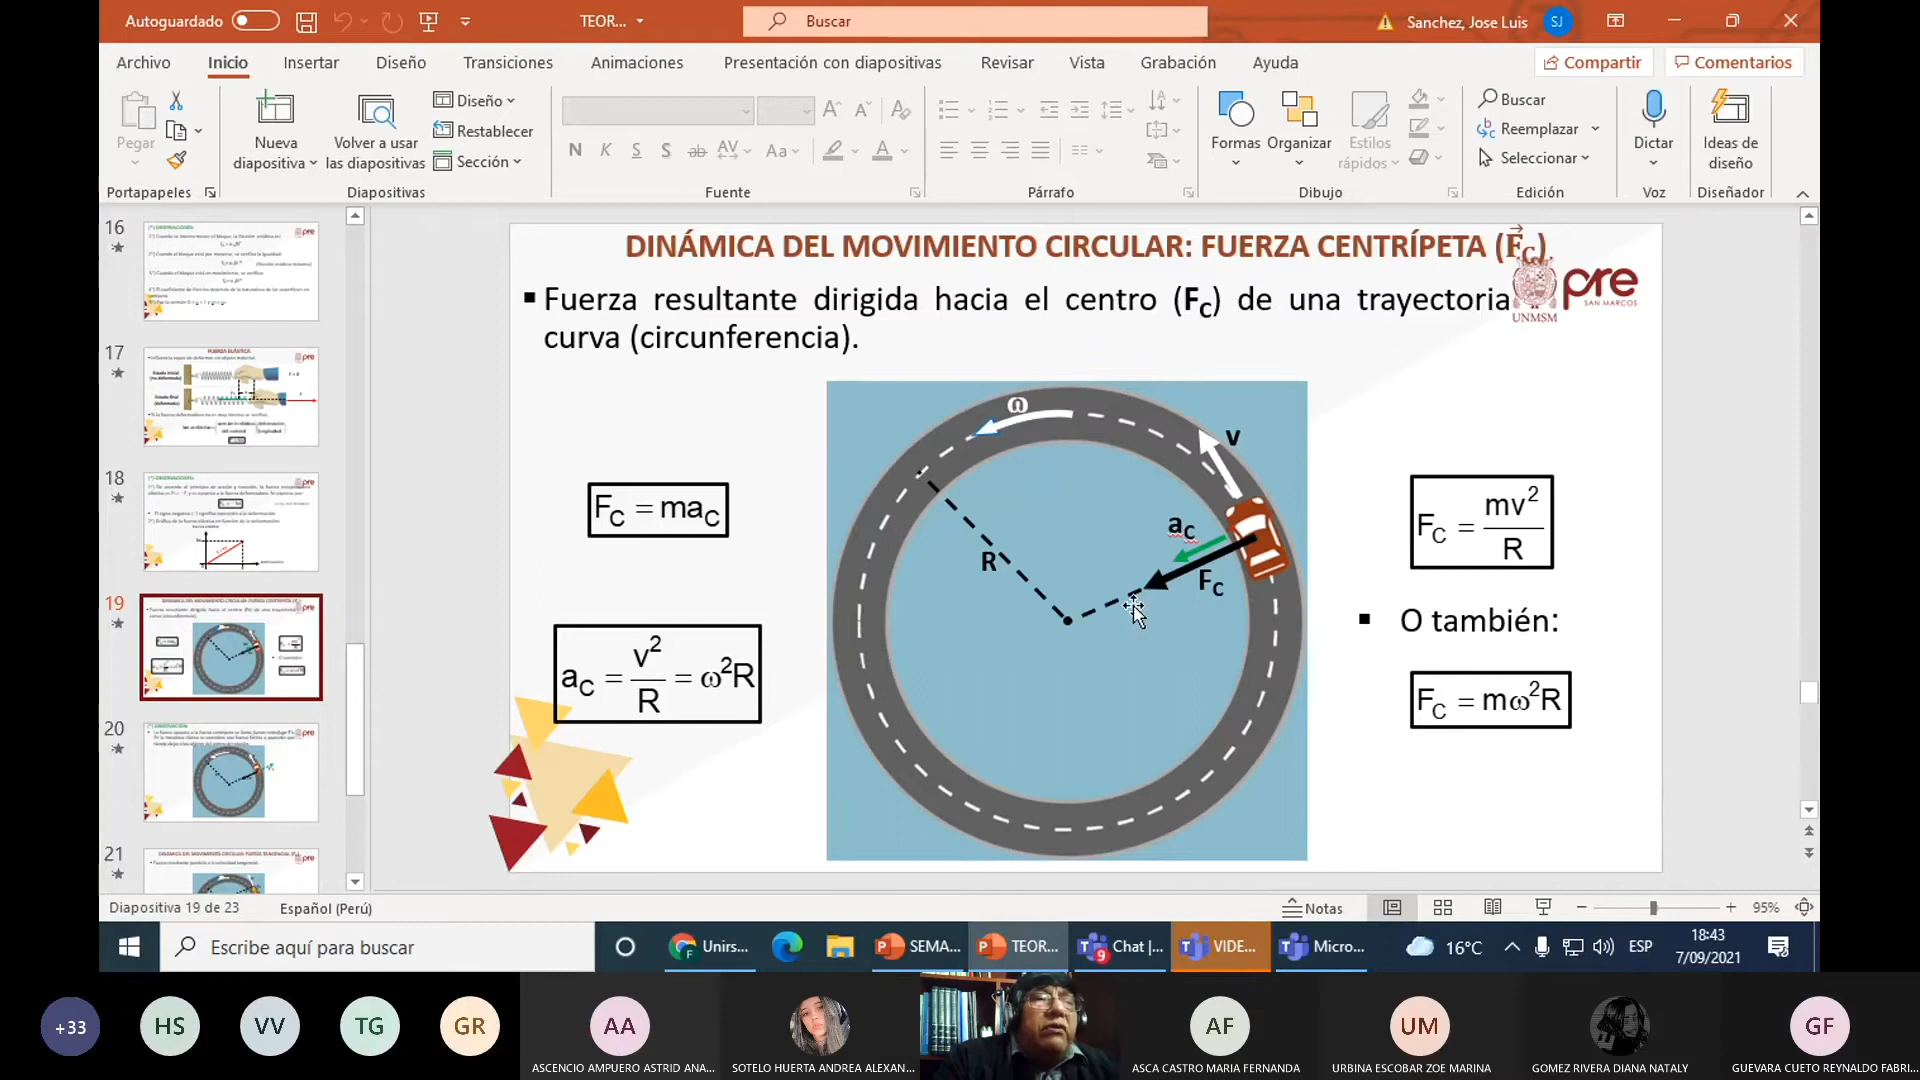 Autoguardado
TEOR...
Buscar
Sanchez, Jose Luis
SJ
Archivo
Inicio
Insertar
Diseño
Transiciones
Animaciones
Presentación con diapositivas
Revisar
Vista
Grabación
Ayuda
Compartir
Comentarios
Pegar
Nueva diapositiva
Volver a usar las diapositivas
Diseño
Restablecer
Sección
N K S S ab AV Aa A
Formas
Organizar
Estilos rápidos
Buscar
Reemplazar
Seleccionar
Dictar
Ideas de diseño
Portapapeles
Diapositivas
Fuente
Párrafo
Dibujo
Edición
Voz
Diseñador
16
17
18
19
20
21
DINÁMICA DEL MOVIMIENTO CIRCULAR: FUERZA CENTRÍPETA (F⃗C)
pre
SAN MARCOS
UNMSM
▪ Fuerza resultante dirigida hacia el centro (FC) de una trayectoria
curva (circunferencia).
FC = maC
aC = v²/R = ω²R
ω
v
aC
FC
R
FC = mv²/R
▪ O también:
FC = mω²R
Diapositiva 19 de 23
Español (Perú)
Notas
95%
Escribe aquí para buscar
Unirs...
SEMA...
TEOR...
Chat |...
9
VIDE...
Micro...
16°C
ESP
18:43
7/09/2021
+33
HS
VV
TG
GR
AA
AF
UM
GF
ASCENCIO AMPUERO ASTRID ANA...
SOTELO HUERTA ANDREA ALEXAN...
ASCA CASTRO MARIA FERNANDA
URBINA ESCOBAR ZOE MARINA
GOMEZ RIVERA DIANA NATALY
GUEVARA CUETO REYNALDO FABRI...